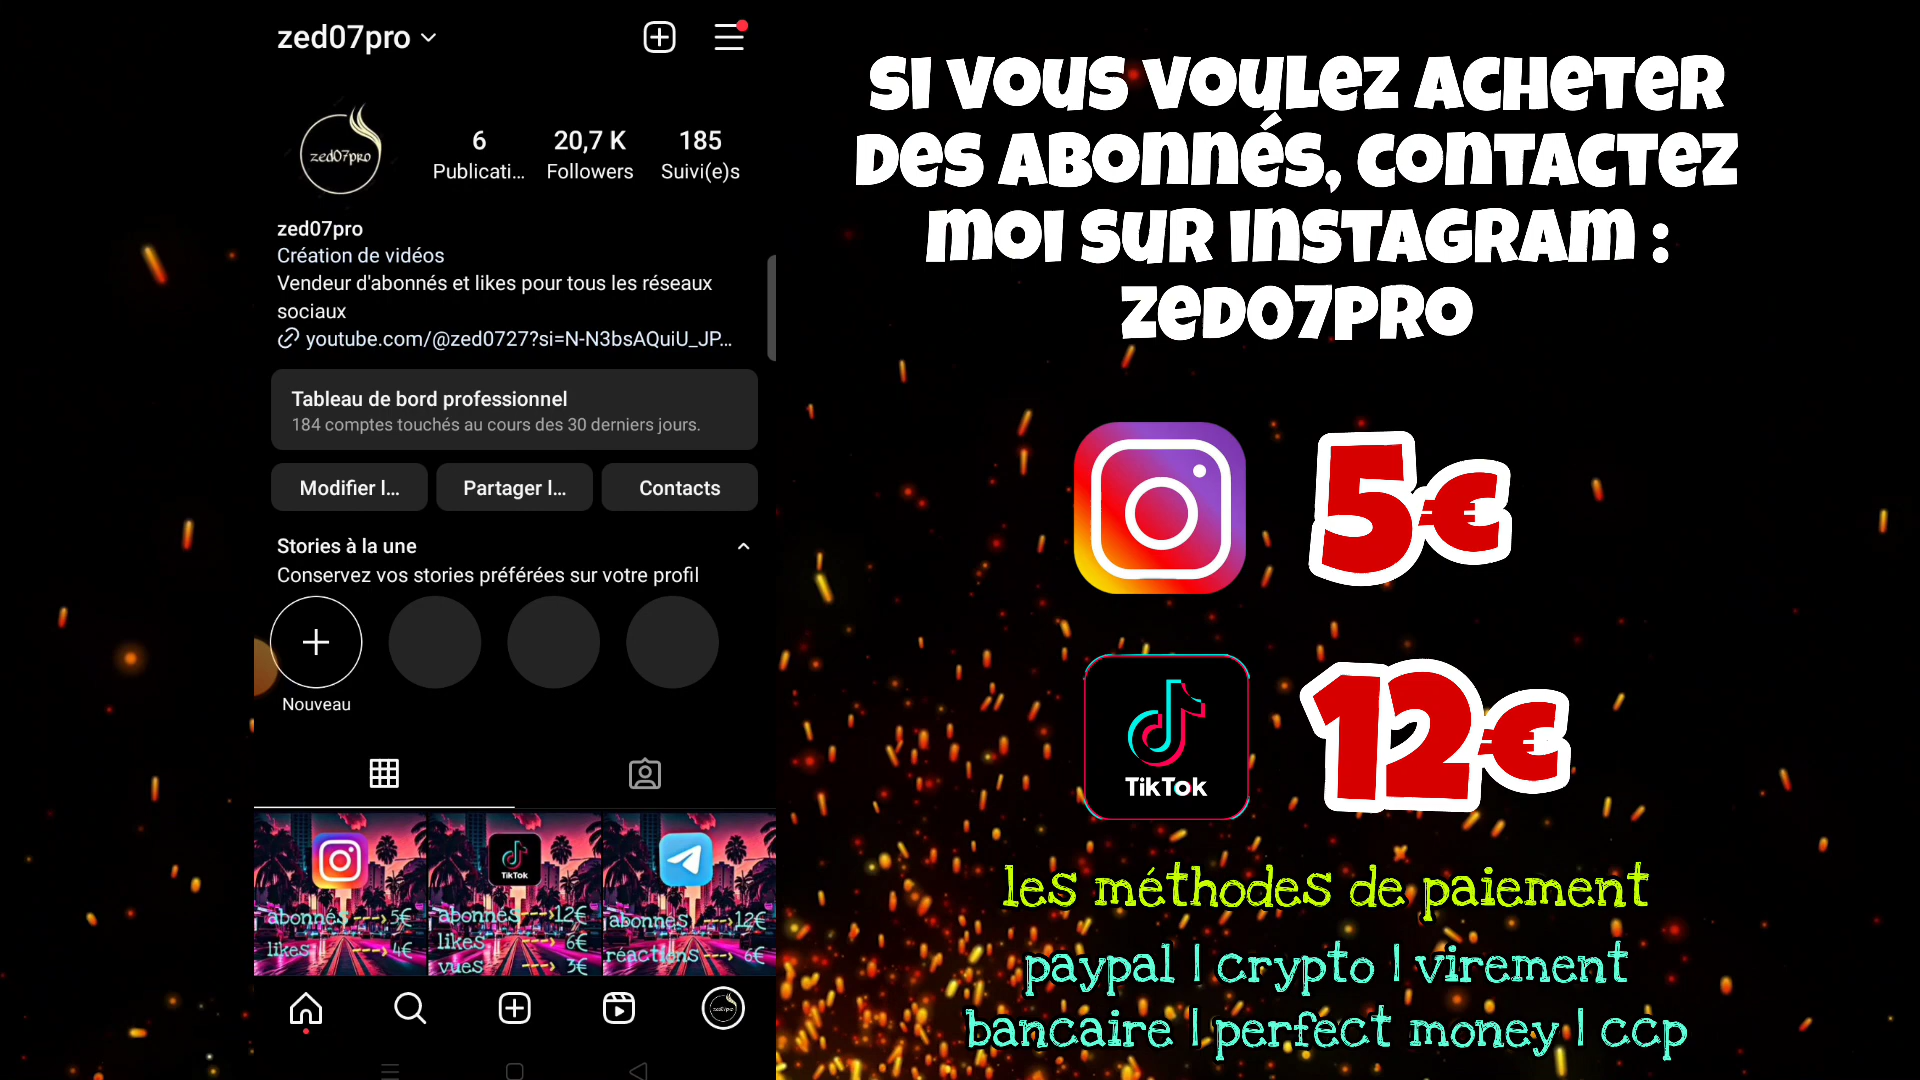 zed07pro
zed07pro
6
20,7 K
185
Publicati...
Followers
Suivi(e)s
zed07pro
Création de vidéos
Vendeur d'abonnés et likes pour tous les réseaux
sociaux
youtube.com/@zed0727?si=N-N3bsAQuiU_JP...
Tableau de bord professionnel
184 comptes touchés au cours des 30 derniers jours.
Modifier l...
Partager l...
Contacts
Stories à la une
Conservez vos stories préférées sur votre profil
Nouveau
abonnés ---> 5€
likes ---> 4€
TikTok
abonnés ---> 12€
likes ---> 6€
vues ---> 3€
abonnés ---> 12€
réactions ---> 6€
zed07pro
Si vous voulez acheter
des abonnés, contactez
moi sur Instagram :
zed07pro
5€
TikTok
12€
les méthodes de paiement
paypal | crypto | virement
bancaire | perfect money | ccp